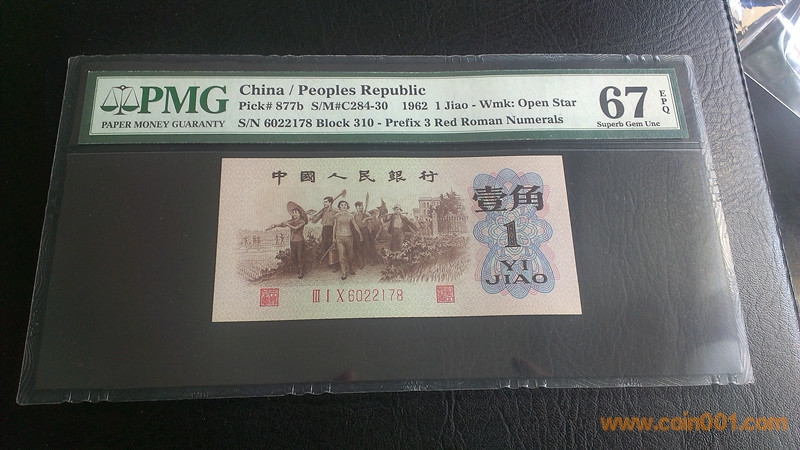 PMG
PAPER MONEY GUARANTY
China / Peoples Republic
Pick# 877b S/M#C284-30 1962 1 Jiao - Wmk: Open Star
S/N 6022178 Block 310 - Prefix 3 Red Roman Numerals
67 EPQ
Superb Gem Unc
中國人民銀行
壹角
1
YI
JIAO
III I X 6022178
www.coin001.com